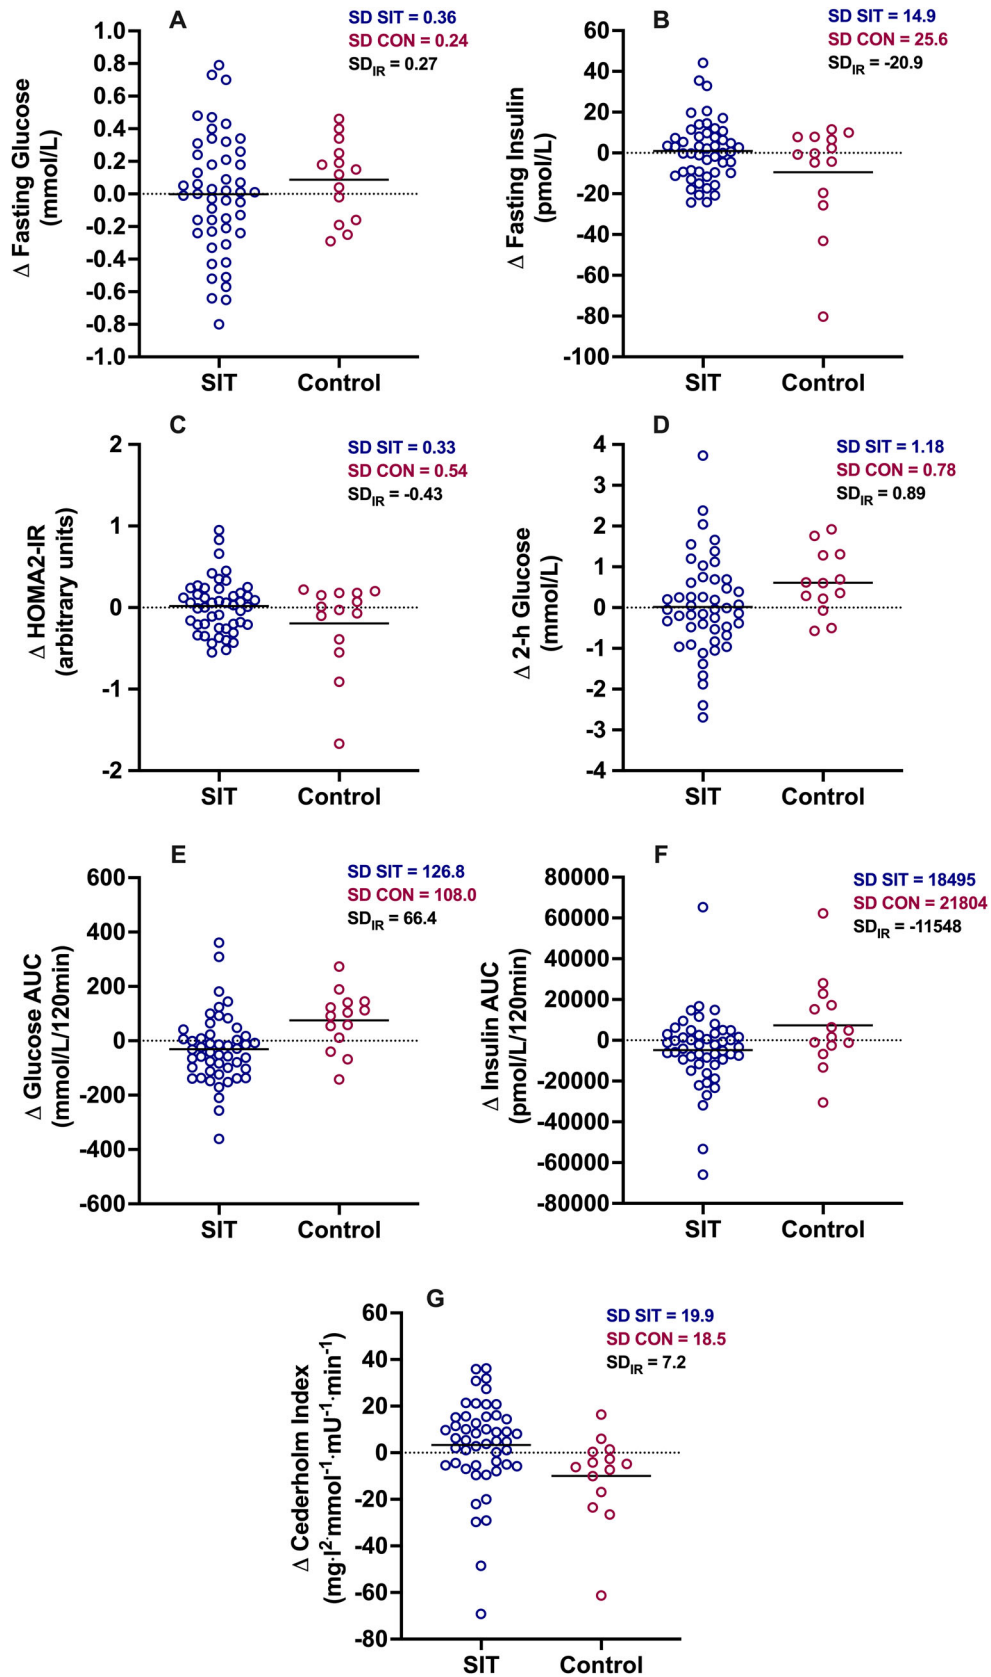 A
SD SIT = 0.36
SD CON = 0.24
SDIR = 0.27
1.0
0.8
0.6
0.4
0.2
0.0
-0.2
-0.4
-0.6
-0.8
-1.0
Δ Fasting Glucose
(mmol/L)
SIT
Control
B
SD SIT = 14.9
SD CON = 25.6
SDIR = -20.9
60
40
20
0
-20
-40
-60
-80
-100
Δ Fasting Insulin
(pmol/L)
SIT
Control
C
SD SIT = 0.33
SD CON = 0.54
SDIR = -0.43
2
1
0
-1
-2
Δ HOMA2-IR
(arbitrary units)
SIT
Control
D
SD SIT = 1.18
SD CON = 0.78
SDIR = 0.89
4
3
2
1
0
-1
-2
-3
-4
Δ 2-h Glucose
(mmol/L)
SIT
Control
E
SD SIT = 126.8
SD CON = 108.0
SDIR = 66.4
600
400
200
0
-200
-400
-600
Δ Glucose AUC
(mmol/L/120min)
SIT
Control
F
SD SIT = 18495
SD CON = 21804
SDIR = -11548
80000
60000
40000
20000
0
-20000
-40000
-60000
-80000
Δ Insulin AUC
(pmol/L/120min)
SIT
Control
G
SD SIT = 19.9
SD CON = 18.5
SDIR = 7.2
60
40
20
0
-20
-40
-60
-80
Δ Cederholm Index
(mg·l²·mmol⁻¹·mU⁻¹·min⁻¹)
SIT
Control